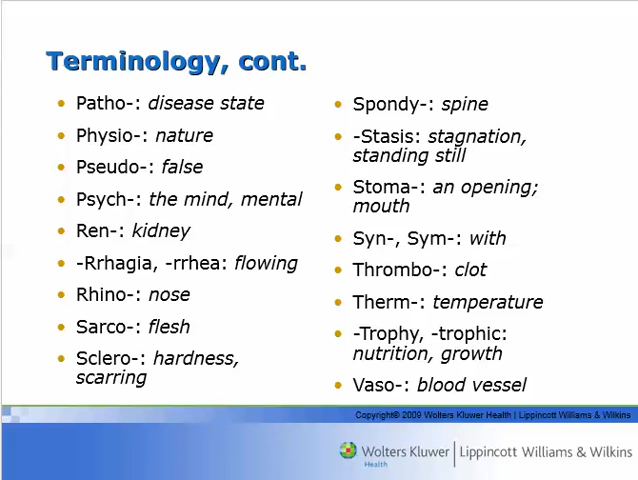 Terminology, cont.
• Patho-: disease state
• Physio-: nature
• Pseudo-: false
• Psych-: the mind, mental
• Ren-: kidney
• -Rrhagia, -rrhea: flowing
• Rhino-: nose
• Sarco-: flesh
• Sclero-: hardness,
scarring
• Spondy-: spine
• -Stasis: stagnation,
standing still
• Stoma-: an opening;
mouth
• Syn-, Sym-: with
• Thrombo-: clot
• Therm-: temperature
• -Trophy, -trophic:
nutrition, growth
• Vaso-: blood vessel
Copyright© 2009 Wolters Kluwer Health | Lippincott Williams & Wilkins
Wolters Kluwer | Lippincott Williams & Wilkins
Health